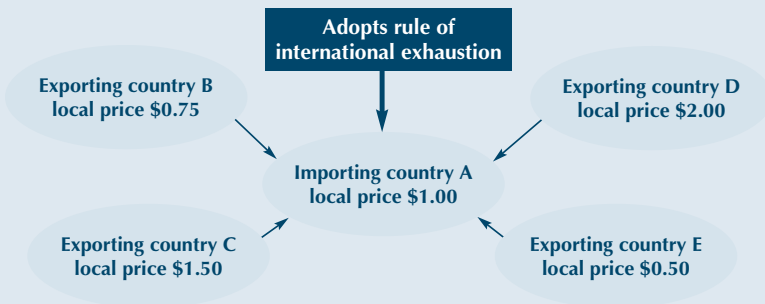 Adopts rule of
international exhaustion
Exporting country B
local price $0.75
Exporting country D
local price $2.00
Importing country A
local price $1.00
Exporting country C
local price $1.50
Exporting country E
local price $0.50